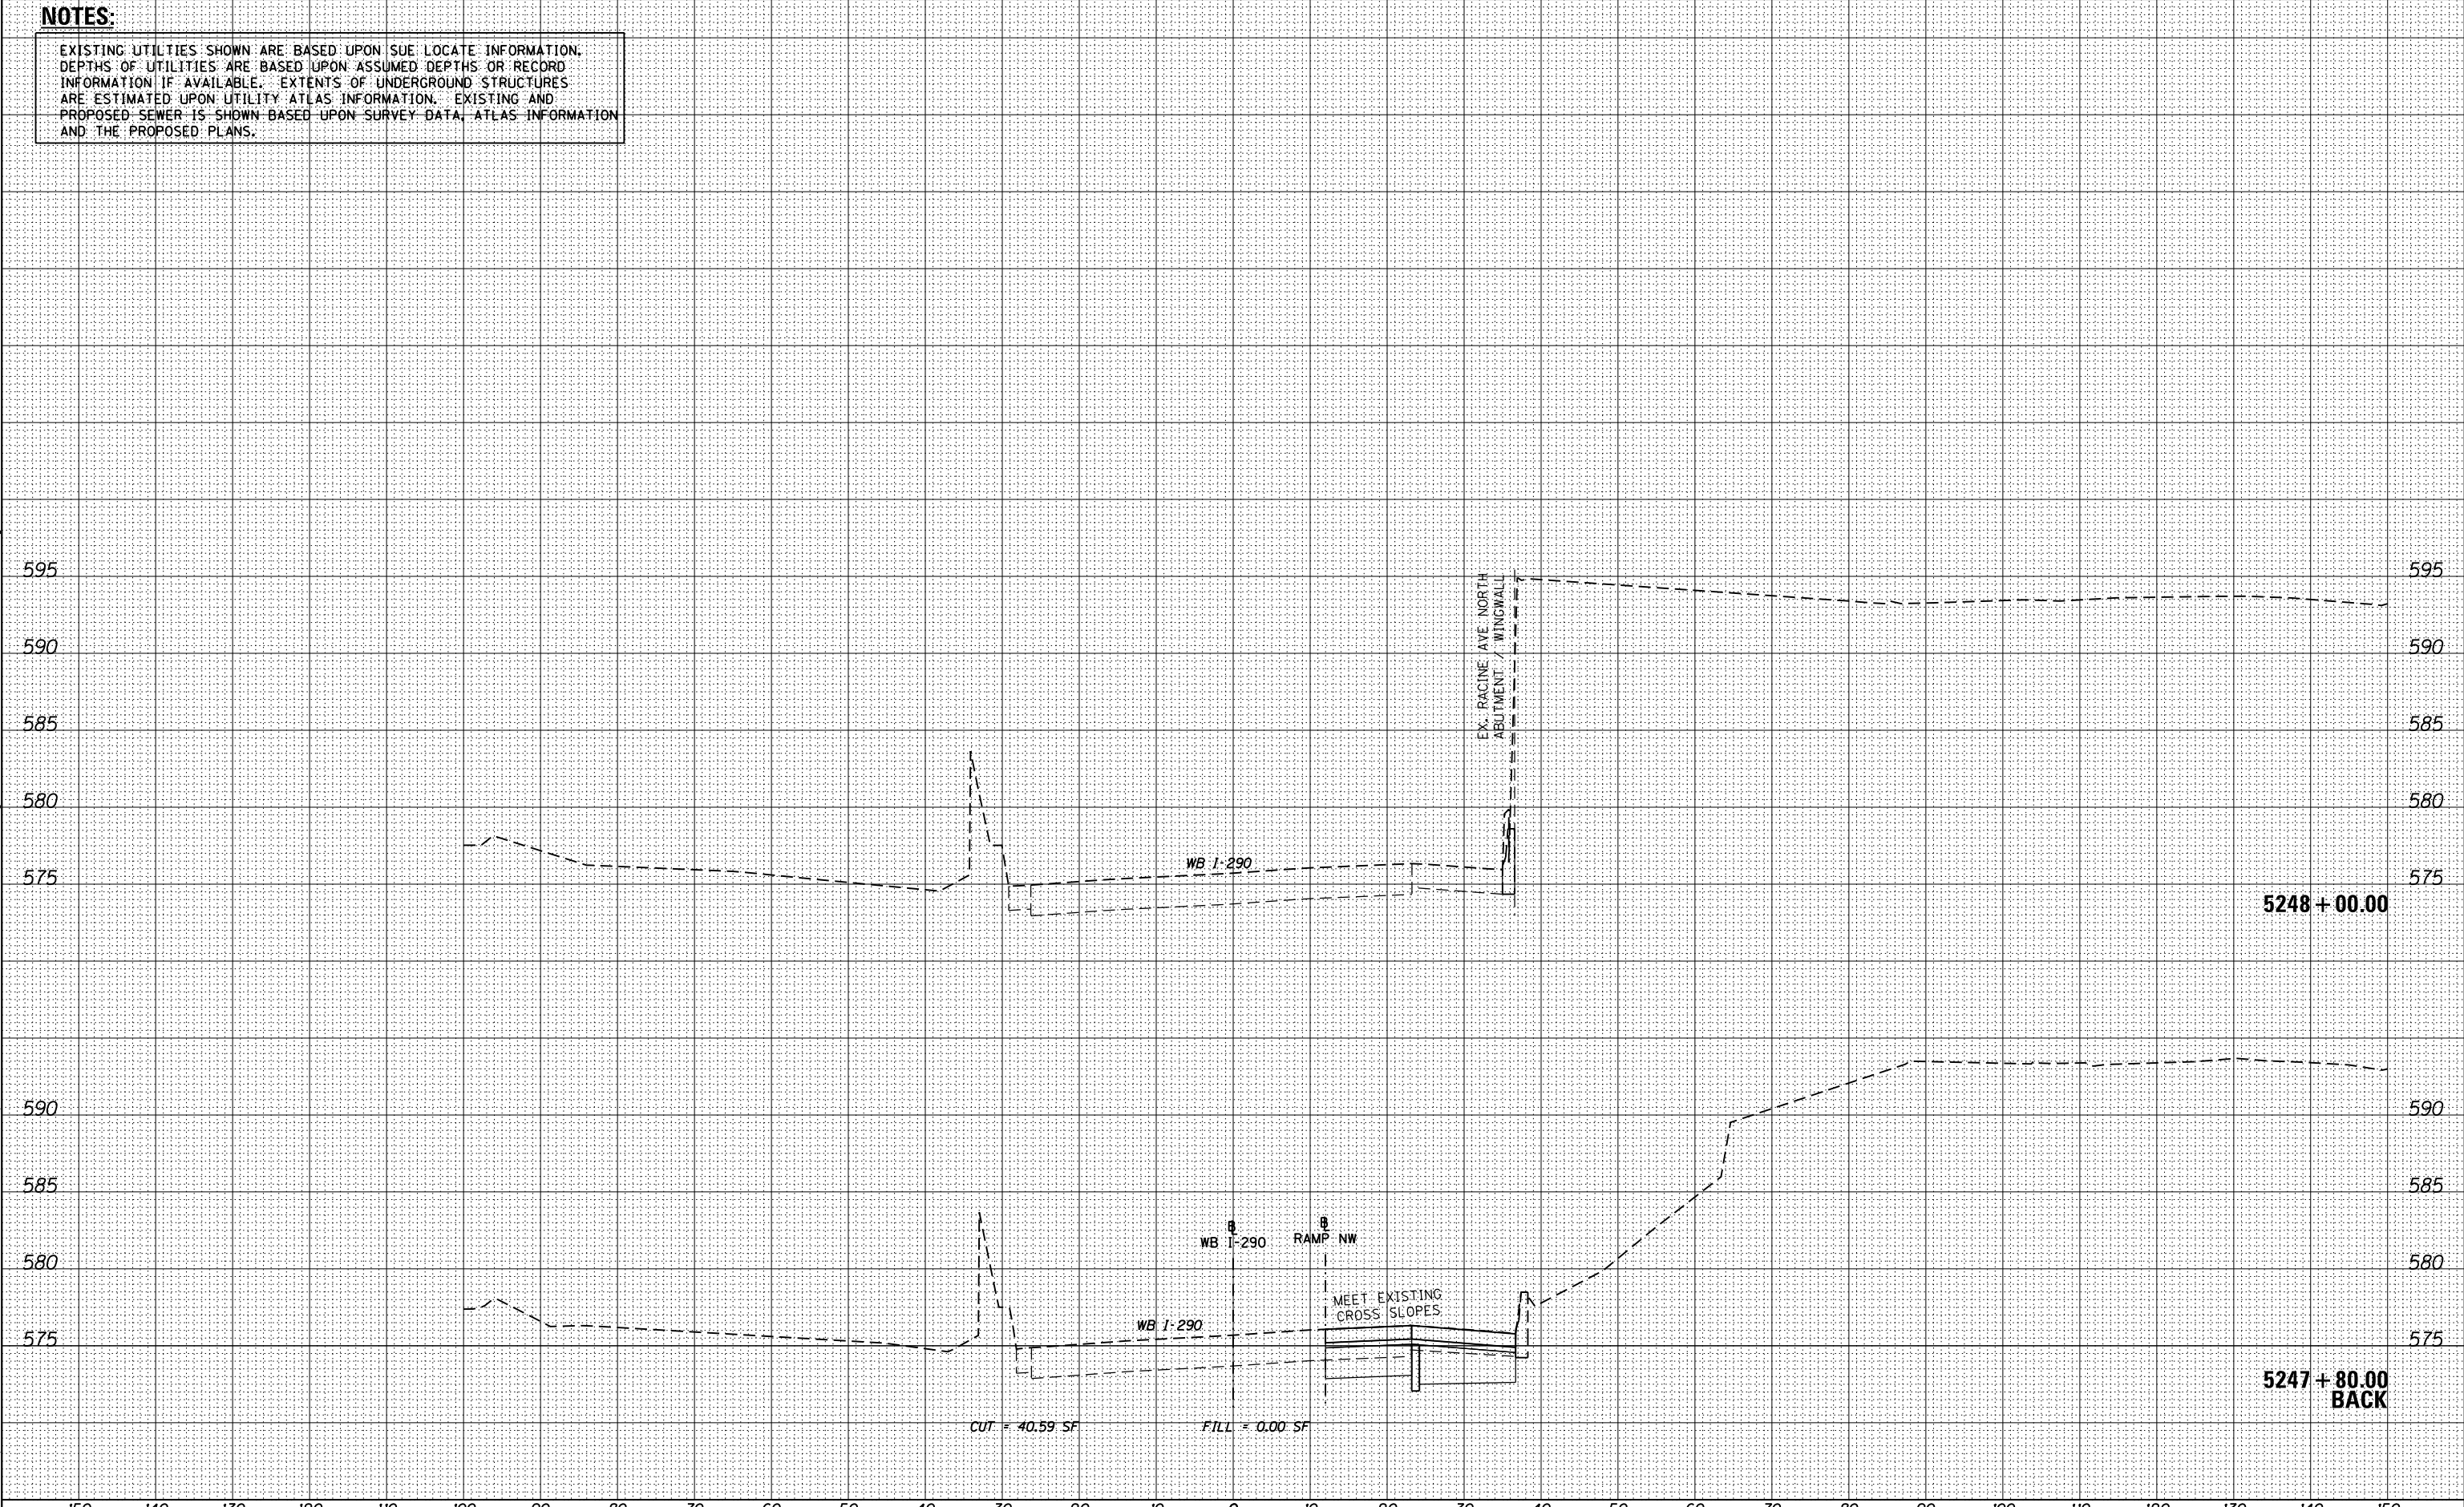 NOTES:
EXISTING UTILTIES SHOWN ARE BASED UPON SUE LOCATE INFORMATION.
DEPTHS OF UTILITIES ARE BASED UPON ASSUMED DEPTHS OR RECORD
INFORMATION IF AVAILABLE. EXTENTS OF UNDERGROUND STRUCTURES
ARE ESTIMATED UPON UTILITY ATLAS INFORMATION. EXISTING AND
PROPOSED SEWER IS SHOWN BASED UPON SURVEY DATA, ATLAS INFORMATION
AND THE PROPOSED PLANS.
595 595
EX. RACINE AVE NORTH
ABUTMENT / WINGWALL
590 590
585 585
580 580
WB I-290
575 575
5248+00.00
590 590
585 585
BL BL
WB I-290 RAMP NW
580 580
MEET EXISTING
CROSS SLOPES
WB I-290
575 575
5247+80.00
BACK
CUT = 40.59 SF FILL = 0.00 SF